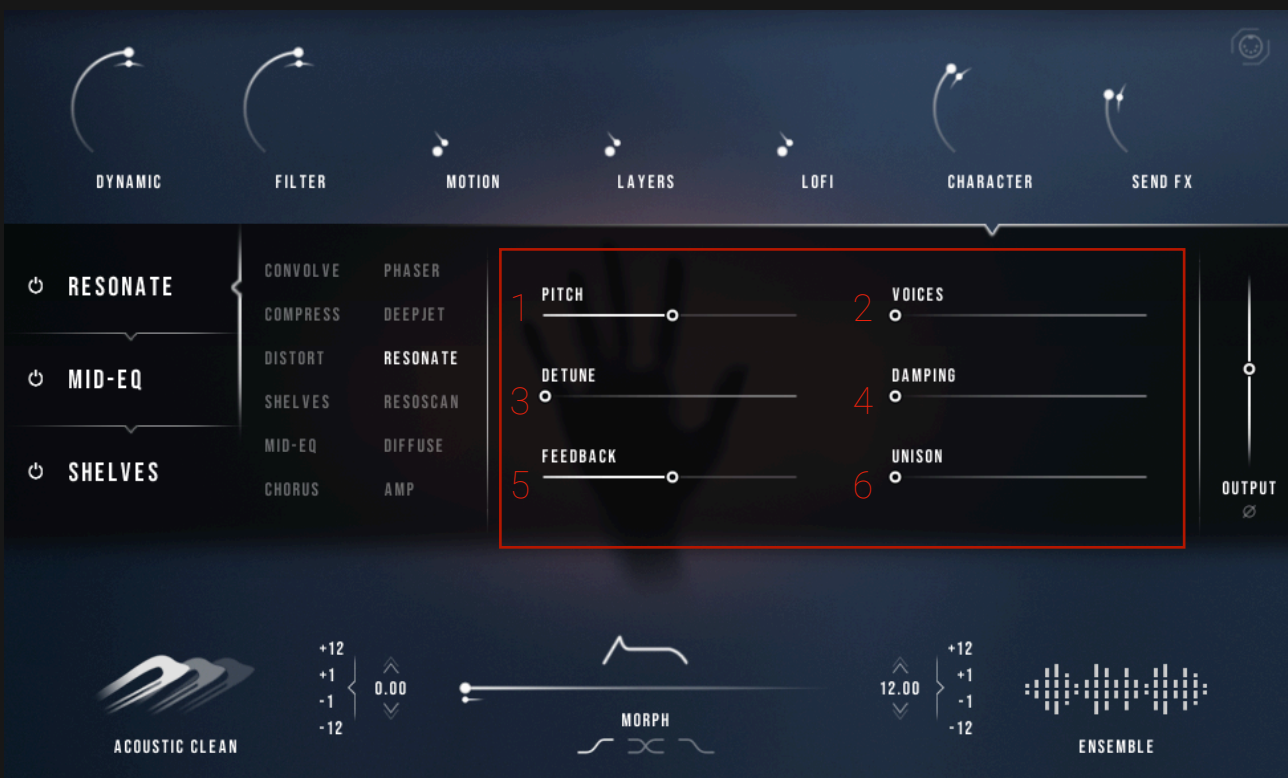 DYNAMIC FILTER MOTION LAYERS LOFI CHARACTER SEND FX
RESONATE
MID-EQ
SHELVES
CONVOLVE PHASER
COMPRESS DEEPJET
DISTORT RESONATE
SHELVES RESOSCAN
MID-EQ DIFFUSE
CHORUS AMP
1 PITCH 2 VOICES
3 DETUNE 4 DAMPING
5 FEEDBACK 6 UNISON
OUTPUT
Ø
+12
+1
-1
-12
0.00
MORPH
12.00
+12
+1
-1
-12
ACOUSTIC CLEAN
ENSEMBLE